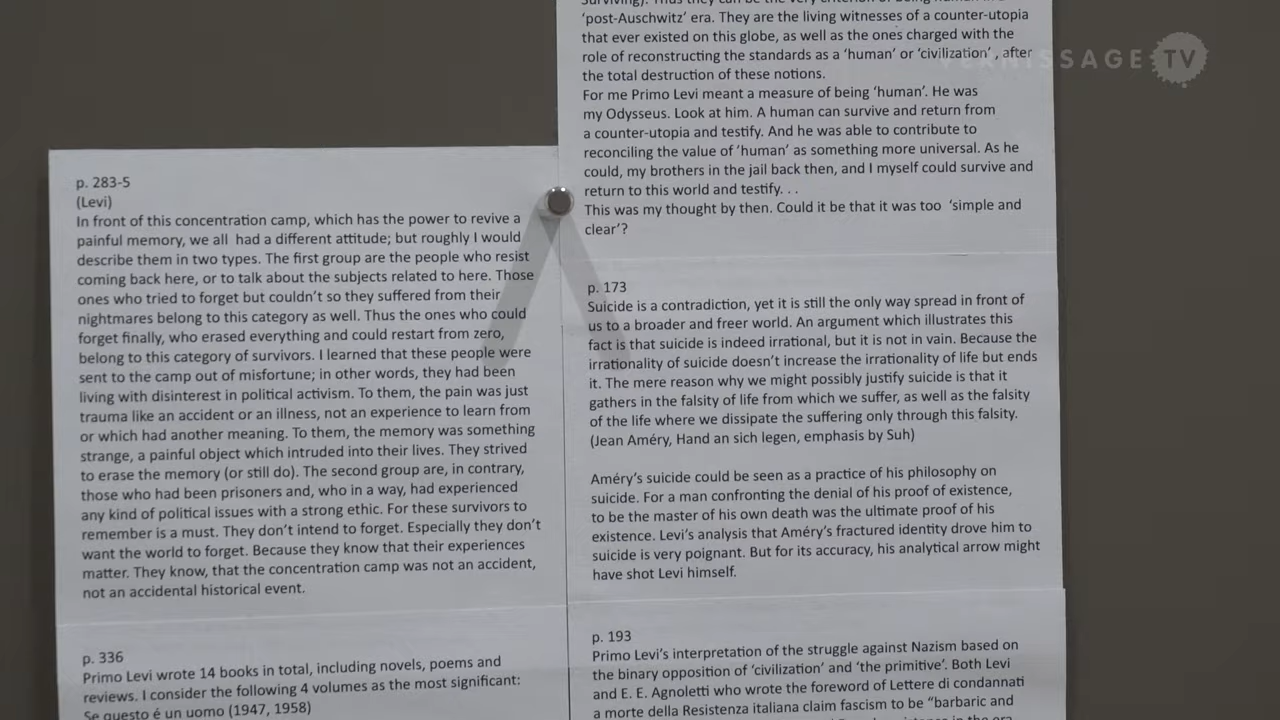 p. 283-5
(Levi)
In front of this concentration camp, which has the power to revive a
painful memory, we all had a different attitude; but roughly I would
describe them in two types. The first group are the people who resist
coming back here, or to talk about the subjects related to here. Those
ones who tried to forget but couldn’t so they suffered from their
nightmares belong to this category as well. Thus the ones who could
forget finally, who erased everything and could restart from zero,
belong to this category of survivors. I learned that these people were
sent to the camp out of misfortune; in other words, they had been
living with disinterest in political activism. To them, the pain was just
trauma like an accident or an illness, not an experience to learn from
or which had another meaning. To them, the memory was something
strange, a painful object which intruded into their lives. They strived
to erase the memory (or still do). The second group are, in contrary,
those who had been prisoners and, who in a way, had experienced
any kind of political issues with a strong ethic. For these survivors to
remember is a must. They don’t intend to forget. Especially they don’t
want the world to forget. Because they know that their experiences
matter. They know, that the concentration camp was not an accident,
not an accidental historical event.
p. 336
Primo Levi wrote 14 books in total, including novels, poems and
reviews. I consider the following 4 volumes as the most significant:
Se questo é un uomo (1947, 1958)
‘post-Auschwitz’ era. They are the living witnesses of a counter-utopia
that ever existed on this globe, as well as the ones charged with the
role of reconstructing the standards as a ‘human’ or ‘civilization’ , after
the total destruction of these notions.
For me Primo Levi meant a measure of being ‘human’. He was
my Odysseus. Look at him. A human can survive and return from
a counter-utopia and testify. And he was able to contribute to
reconciling the value of ‘human’ as something more universal. As he
could, my brothers in the jail back then, and I myself could survive and
return to this world and testify. . .
This was my thought by then. Could it be that it was too ‘simple and
clear’?
p. 173
Suicide is a contradiction, yet it is still the only way spread in front of
us to a broader and freer world. An argument which illustrates this
fact is that suicide is indeed irrational, but it is not in vain. Because the
irrationality of suicide doesn’t increase the irrationality of life but ends
it. The mere reason why we might possibly justify suicide is that it
gathers in the falsity of life from which we suffer, as well as the falsity
of the life where we dissipate the suffering only through this falsity.
(Jean Améry, Hand an sich legen, emphasis by Suh)
Améry’s suicide could be seen as a practice of his philosophy on
suicide. For a man confronting the denial of his proof of existence,
to be the master of his own death was the ultimate proof of his
existence. Levi’s analysis that Améry’s fractured identity drove him to
suicide is very poignant. But for its accuracy, his analytical arrow might
have shot Levi himself.
p. 193
Primo Levi’s interpretation of the struggle against Nazism based on
the binary opposition of ‘civilization’ and ‘the primitive’. Both Levi
and E. E. Agnoletti who wrote the foreword of Lettere di condannati
a morte della Resistenza italiana claim fascism to be “barbaric and
VERNISSAGE TV